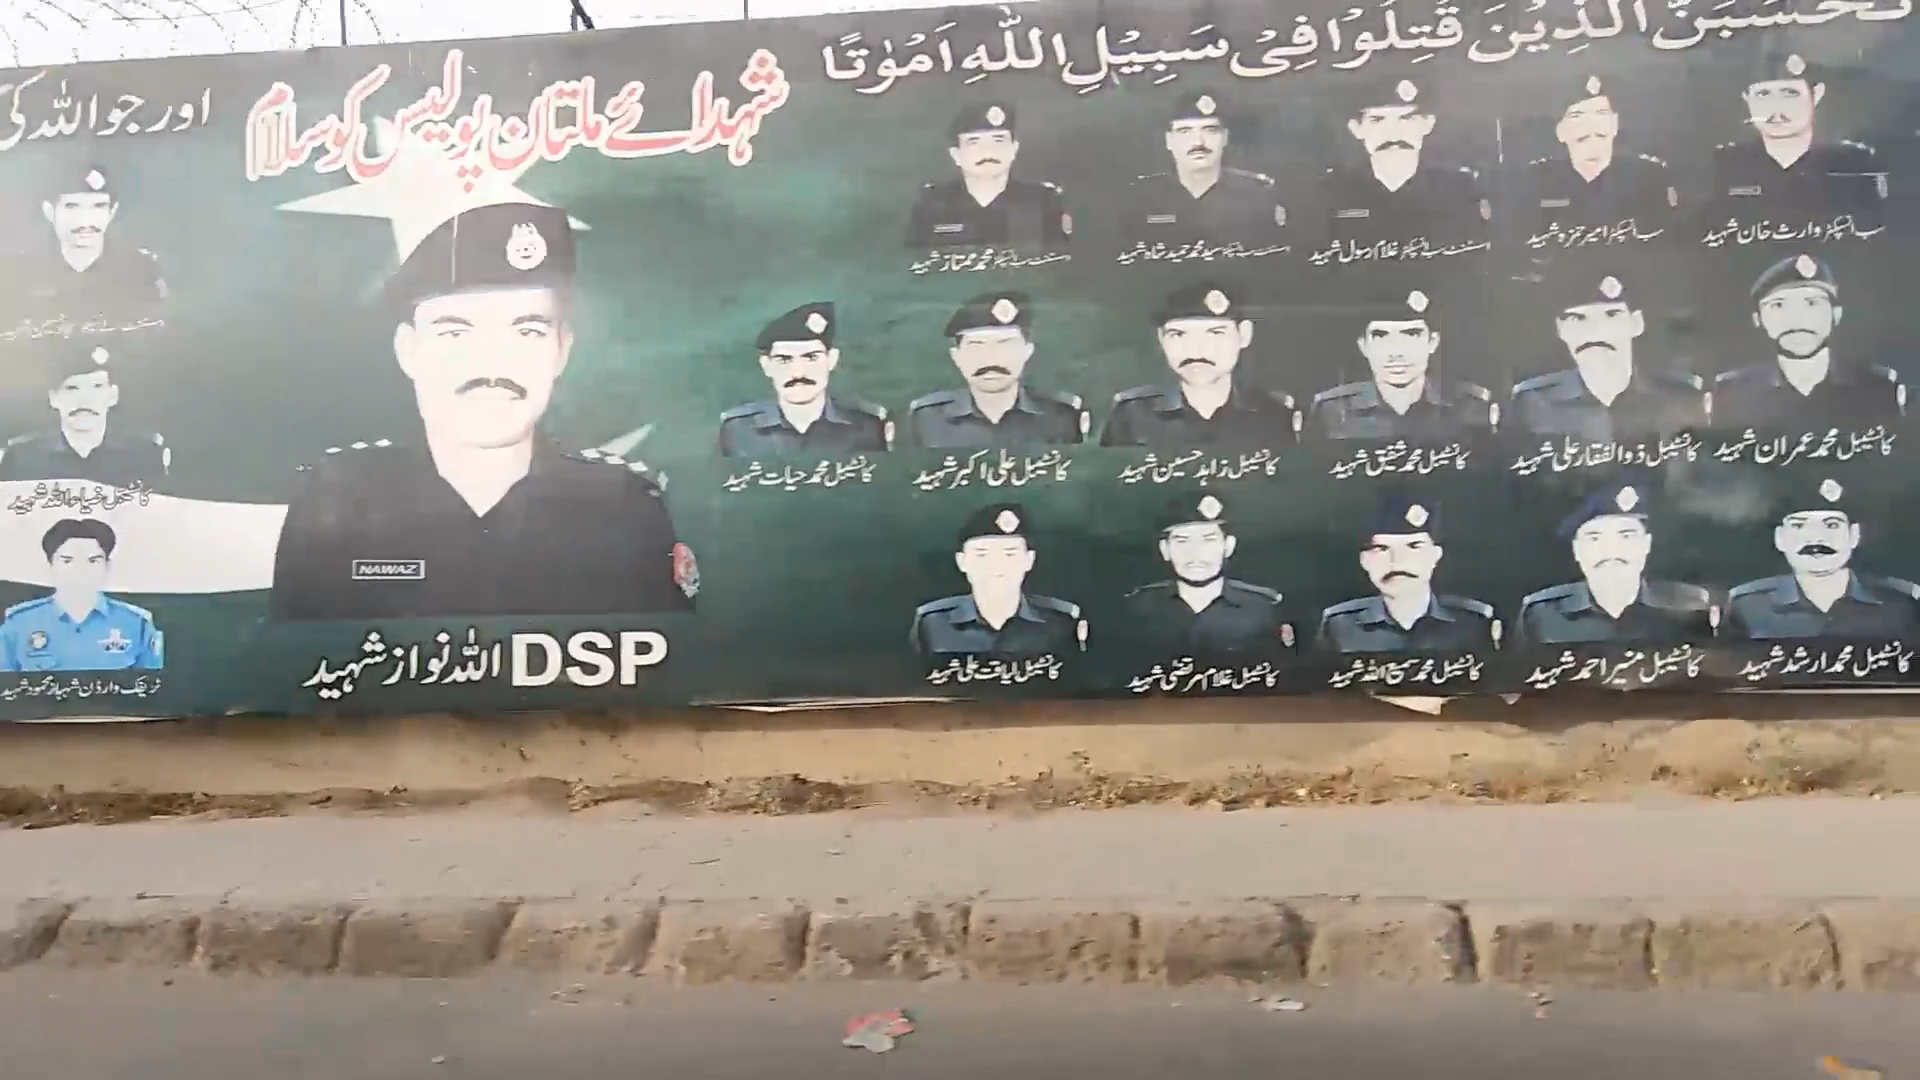 تحسبن الَّذِيْنَ قُتِلُوْا فِىْ سَبِيْلِ اللّٰهِ اَمْوٰتًا
اور جو اللہ کی
شہدائے ملتان پولیس کو سلام
سب انسپکٹر وارث خان شہید
سب انسپکٹر امیر حمزہ شہید
اسسٹنٹ سب انسپکٹر غلام رسول شہید
اسسٹنٹ سب انسپکٹر سید محمد حمید شاہ شہید
اسسٹنٹ سب انسپکٹر محمد ممتاز شہید
کانسٹیبل محمد عمران شہید
کانسٹیبل ذوالفقار علی شہید
کانسٹیبل محمد شفیق شہید
کانسٹیبل زاہد حسین شہید
کانسٹیبل علی اکبر شہید
کانسٹیبل محمد حیات شہید
کانسٹیبل ضیاء اللہ شہید
کانسٹیبل محمد ارشد شہید
کانسٹیبل منیر احمد شہید
کانسٹیبل محمد سمیع اللہ شہید
کانسٹیبل غلام مرتضیٰ شہید
کانسٹیبل لیاقت علی شہید
NAWAZ
DSP اللہ نواز شہید
ٹریفک وارڈن شہباز محمود شہید